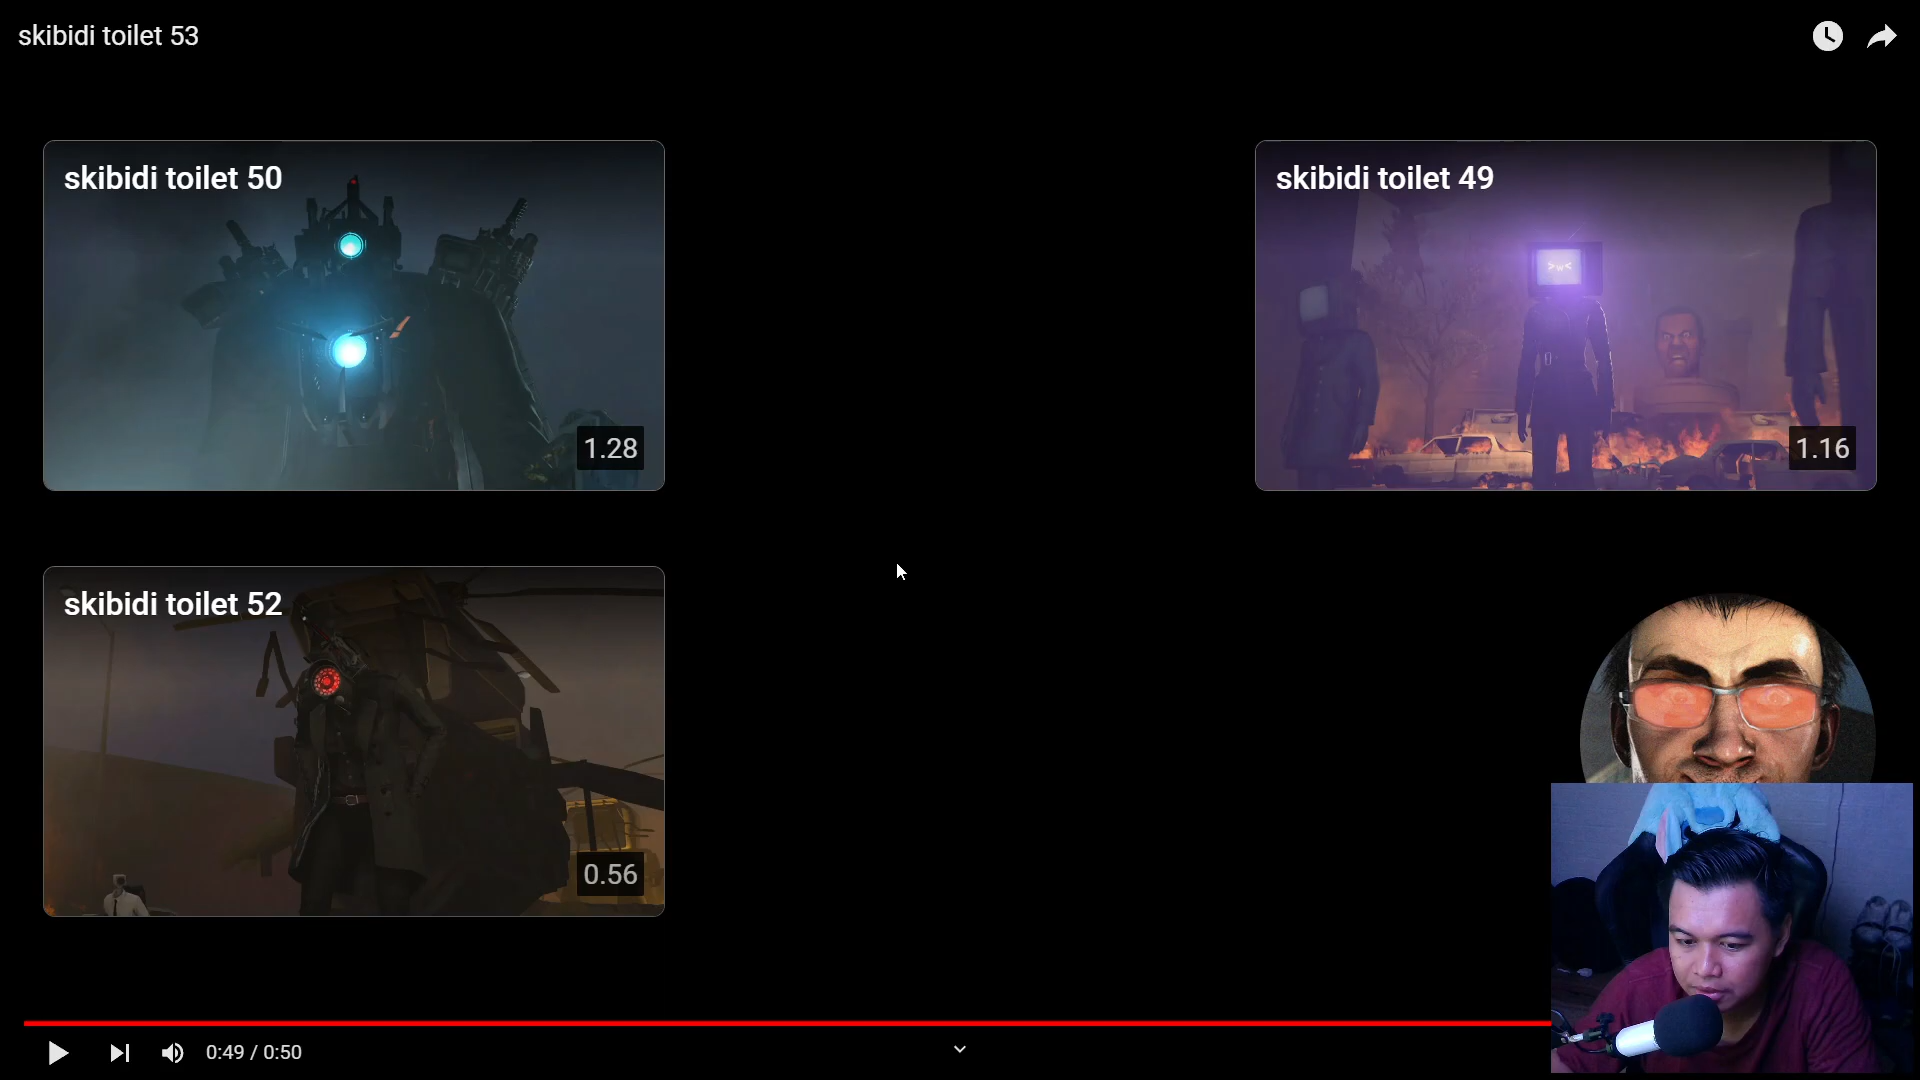 skibidi toilet 53
skibidi toilet 50
1.28
skibidi toilet 49
>w<
1.16
skibidi toilet 52
0.56
0:49 / 0:50